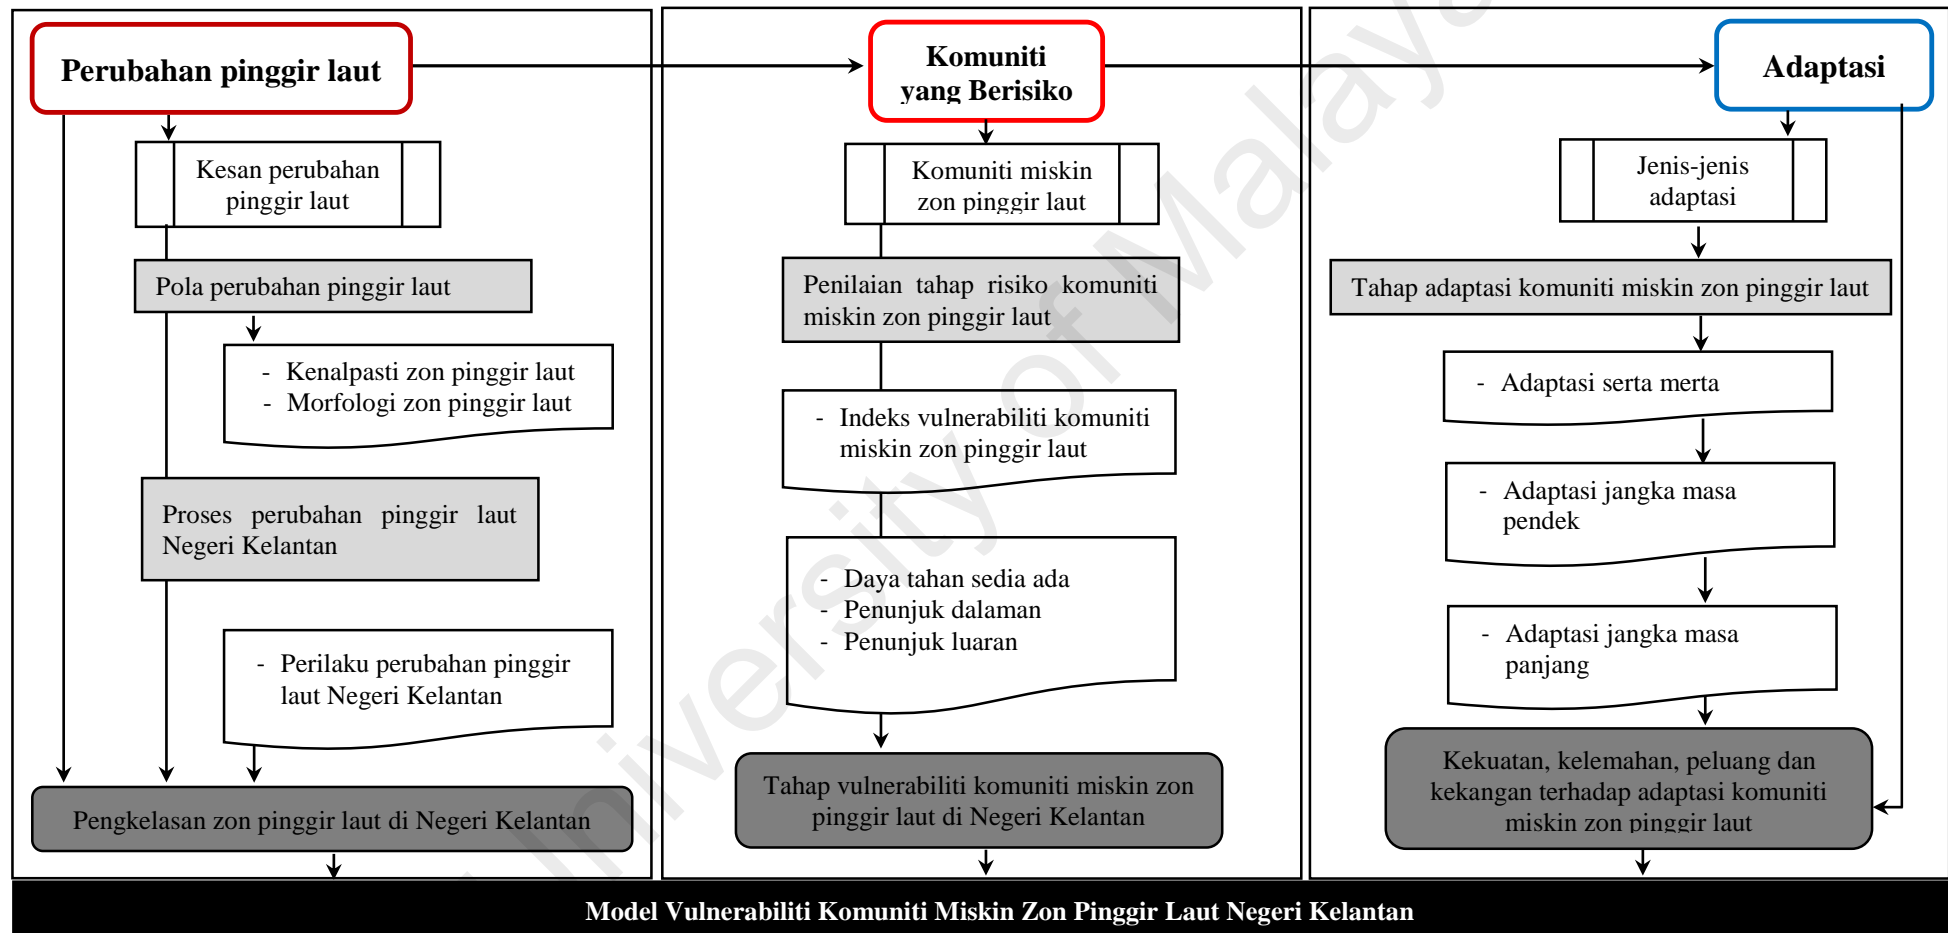 Perubahan pinggir laut
Kesan perubahan
pinggir laut
Pola perubahan pinggir laut
- Kenalpasti zon pinggir laut
- Morfologi zon pinggir laut
Proses perubahan pinggir laut
Negeri Kelantan
- Perilaku perubahan pinggir
laut Negeri Kelantan
Pengkelasan zon pinggir laut di Negeri Kelantan
Komuniti
yang Berisiko
Komuniti miskin
zon pinggir laut
Penilaian tahap risiko komuniti
miskin zon pinggir laut
- Indeks vulnerabiliti komuniti
miskin zon pinggir laut
- Daya tahan sedia ada
- Penunjuk dalaman
- Penunjuk luaran
Tahap vulnerabiliti komuniti miskin zon
pinggir laut di Negeri Kelantan
Adaptasi
Jenis-jenis
adaptasi
Tahap adaptasi komuniti miskin zon pinggir laut
- Adaptasi serta merta
- Adaptasi jangka masa
pendek
- Adaptasi jangka masa
panjang
Kekuatan, kelemahan, peluang dan
kekangan terhadap adaptasi komuniti
miskin zon pinggir laut
Model Vulnerabiliti Komuniti Miskin Zon Pinggir Laut Negeri Kelantan
University of Malaya